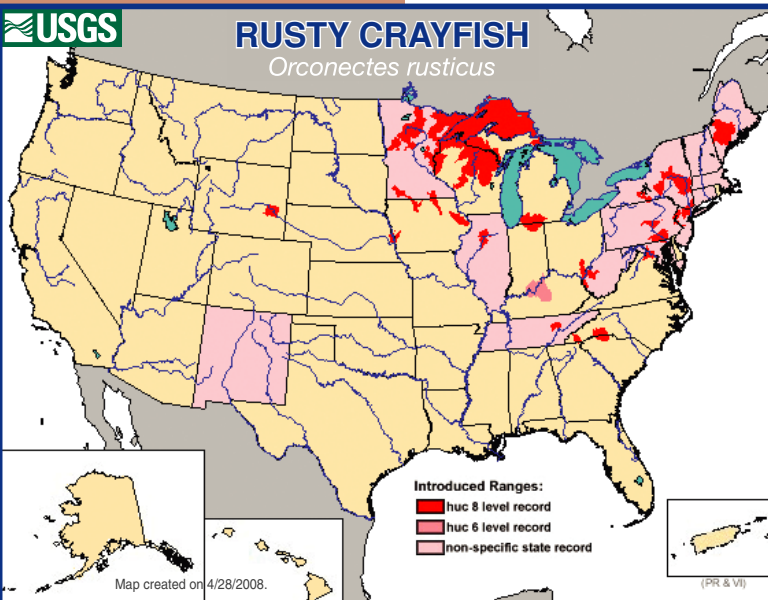 USGS
RUSTY CRAYFISH
Orconectes rusticus
Introduced Ranges:
huc 8 level record
huc 6 level record
non-specific state record
Map created on 4/28/2008.
(PR & VI)